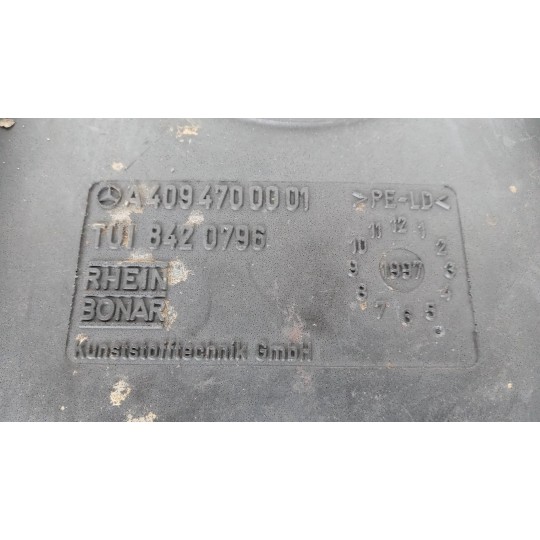 A 409 470 00 01
T01 842 0796
RHEIN
BONAR
Kunststofftechnik GmbH
>PE-LD<
12 1 2 3 4 5 6 7 8 9 10 11
1997